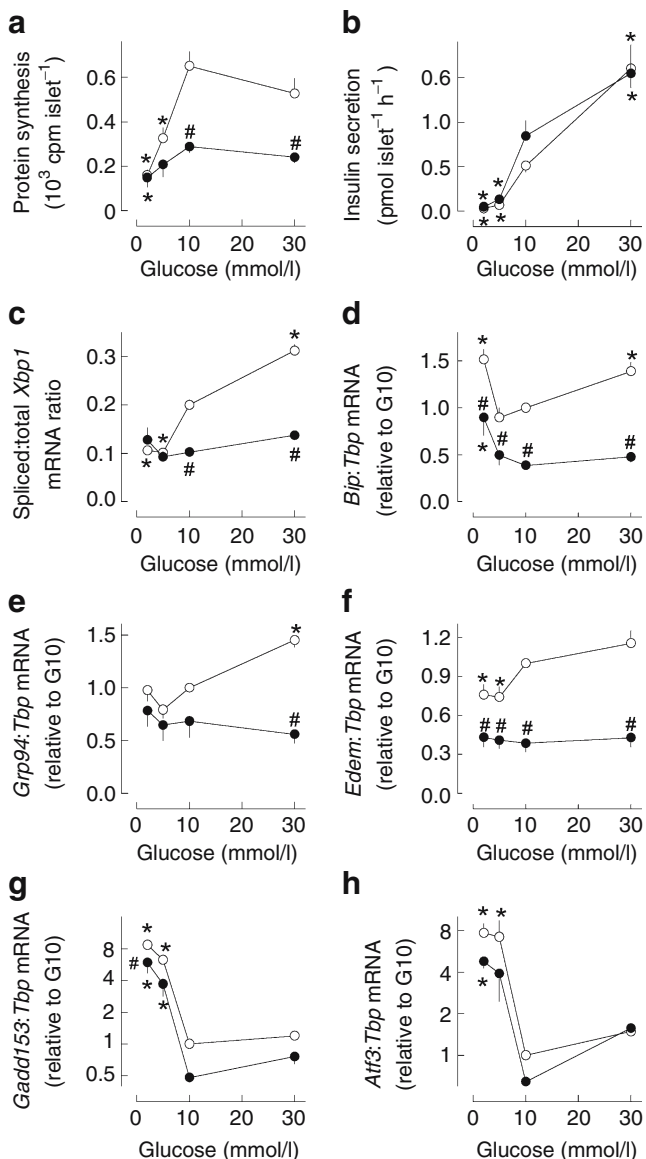 a
Protein synthesis
(10³ cpm islet⁻¹)
0.6
0.4
0.2
0
* * # #
*
0 10 20 30
Glucose (mmol/l)
b
Insulin secretion
(pmol islet⁻¹ h⁻¹)
0.6
1.0
0.5
0.0
* * *
* * *
0 10 20 30
Glucose (mmol/l)
c
Spliced:total Xbp1
mRNA ratio
0.3
0.2
0.1
0.0
* *
* # #
0 10 20 30
Glucose (mmol/l)
d
Bip:Tbp mRNA
(relative to G10)
1.5
1.0
0.5
0.0
* *
# # # #
*
0 10 20 30
Glucose (mmol/l)
e
Grp94:Tbp mRNA
(relative to G10)
1.5
1.0
0.5
0.0
*
#
0 10 20 30
Glucose (mmol/l)
f
Edem:Tbp mRNA
(relative to G10)
1.2
0.9
0.6
0.3
0.0
* *
# # # #
0 10 20 30
Glucose (mmol/l)
g
Gadd153:Tbp mRNA
(relative to G10)
8
4
2
1
0.5
* *
#
* *
0 10 20 30
Glucose (mmol/l)
h
Atf3:Tbp mRNA
(relative to G10)
8
4
2
1
* *
*
0 10 20 30
Glucose (mmol/l)